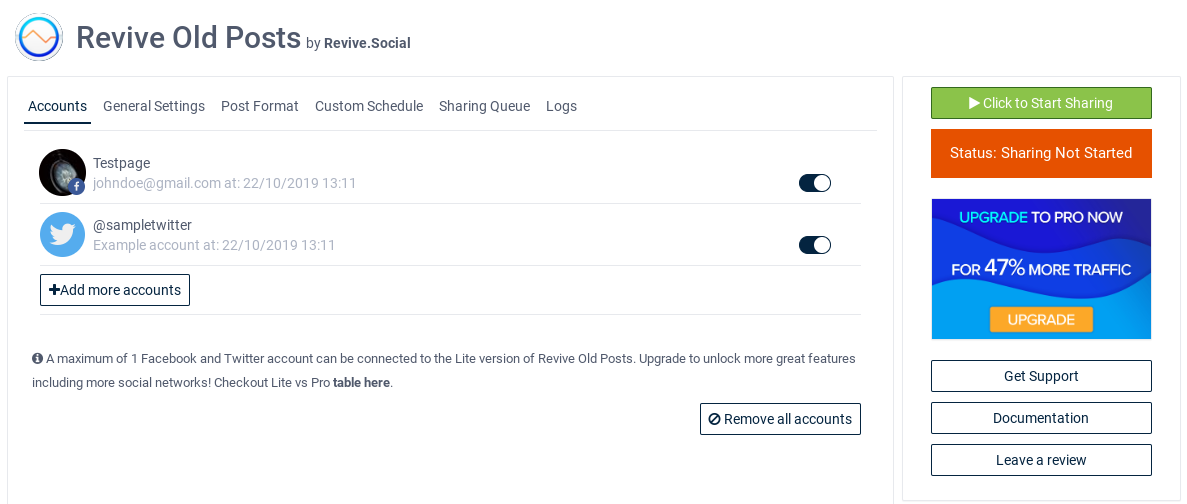 Revive Old Posts by Revive.Social
Accounts General Settings Post Format Custom Schedule Sharing Queue Logs
Testpage
johndoe@gmail.com at: 22/10/2019 13:11
@sampletwitter
Example account at: 22/10/2019 13:11
Add more accounts
A maximum of 1 Facebook and Twitter account can be connected to the Lite version of Revive Old Posts. Upgrade to unlock more great features
including more social networks! Checkout Lite vs Pro table here.
Remove all accounts
Click to Start Sharing
Status: Sharing Not Started
UPGRADE TO PRO NOW
FOR 47% MORE TRAFFIC
UPGRADE
Get Support
Documentation
Leave a review